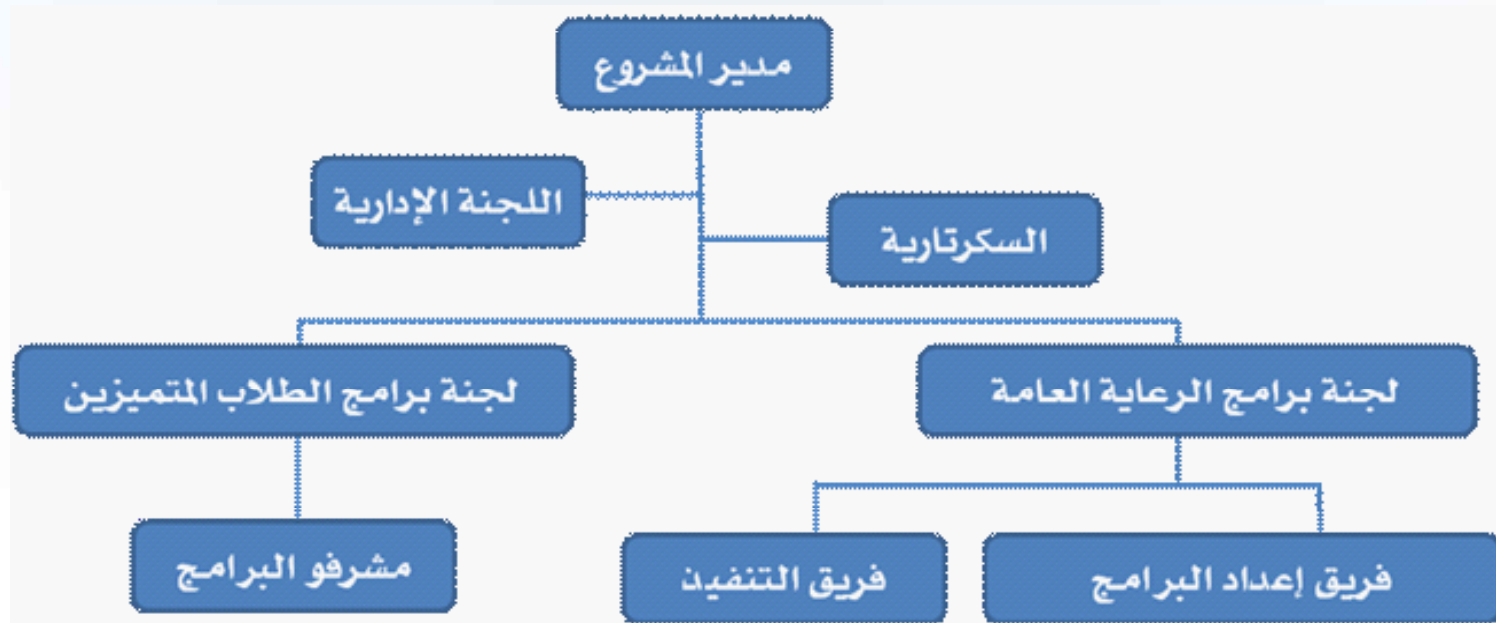 مدير المشروع
اللجنة الإدارية
السكرتارية
لجنة برامج الرعاية العامة
لجنة برامج الطلاب المتميزين
فريق إعداد البرامج
فريق التنفيذ
مشرفو البرامج